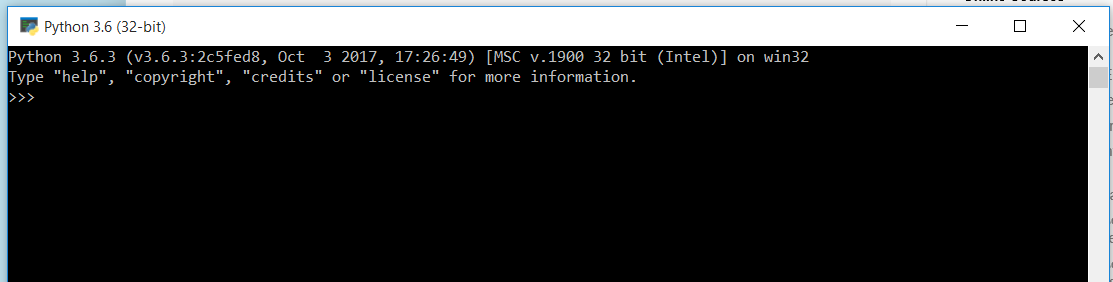 Python 3.6 (32-bit)
Python 3.6.3 (v3.6.3:2c5fed8, Oct  3 2017, 17:26:49) [MSC v.1900 32 bit (Intel)] on win32
Type "help", "copyright", "credits" or "license" for more information.
>>>